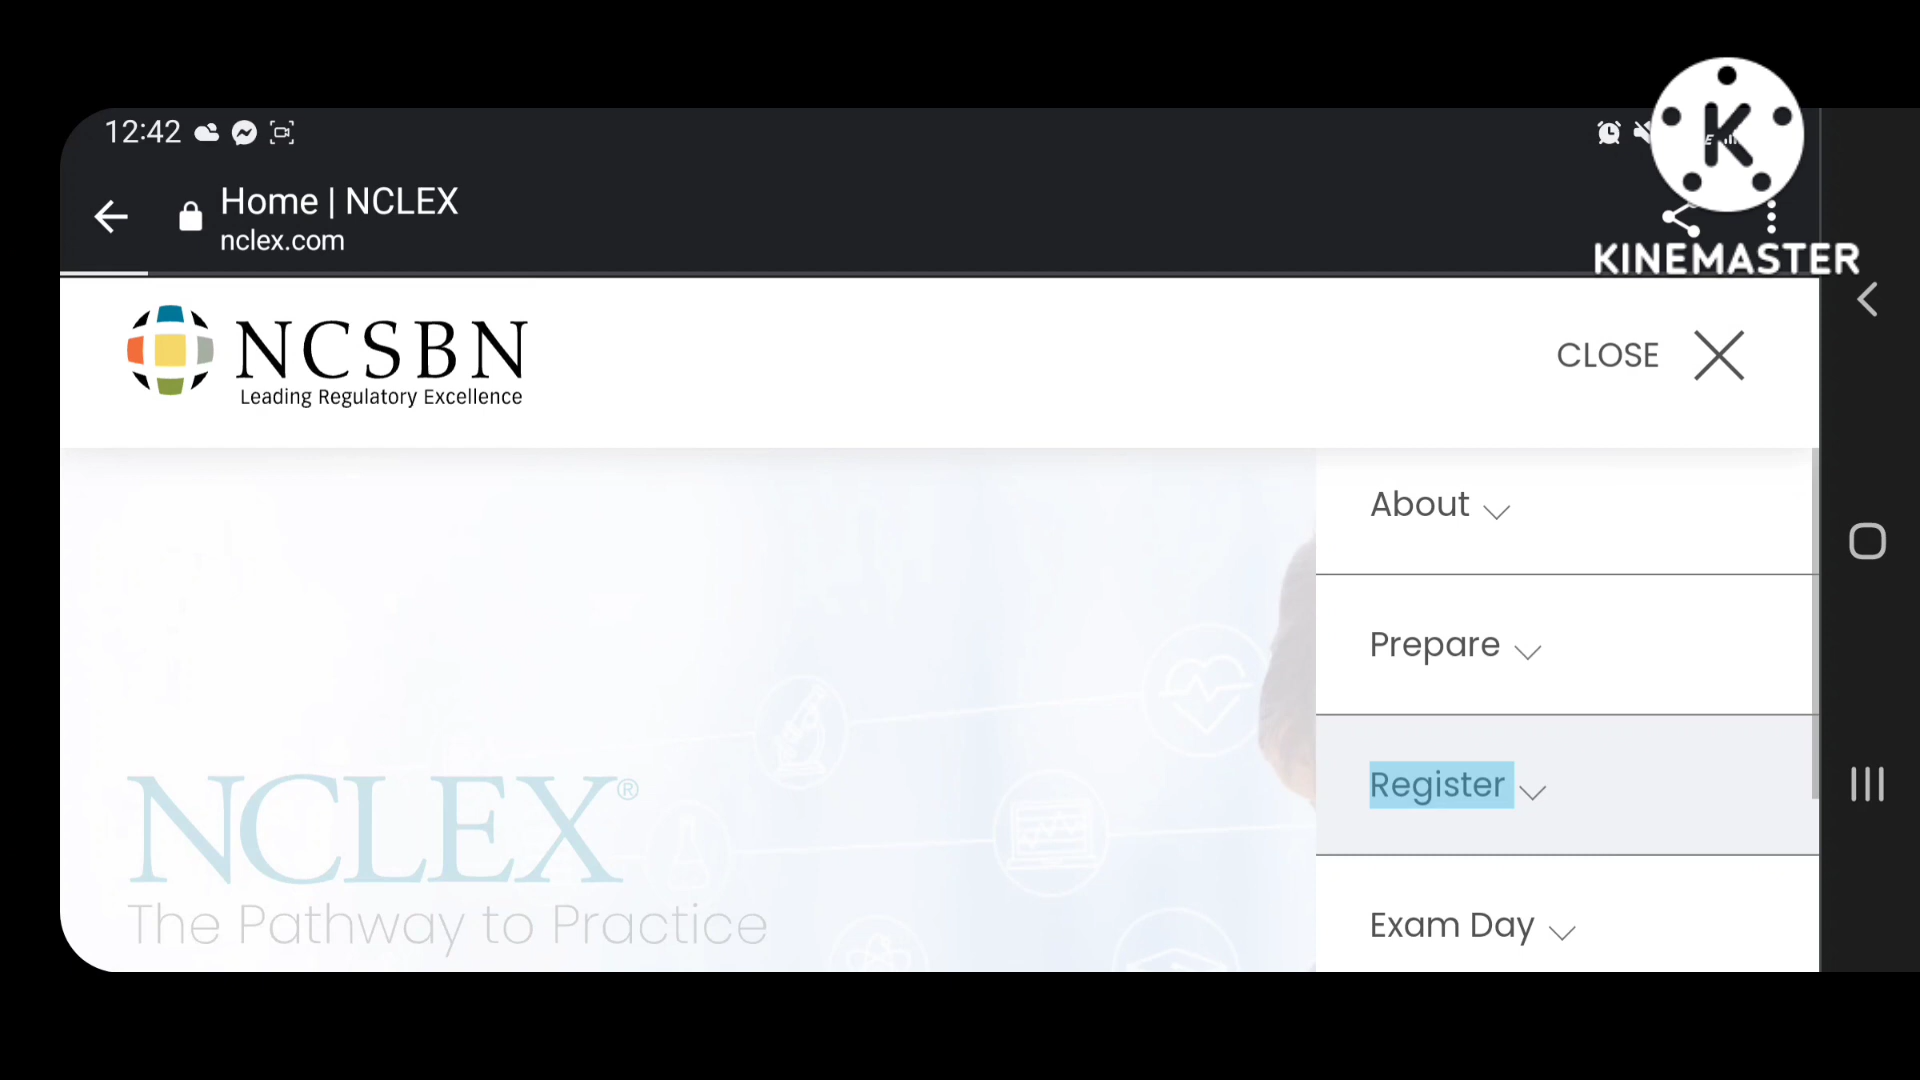 12:42
Home | NCLEX
nclex.com
KINEMASTER
NCSBN
Leading Regulatory Excellence
CLOSE
About
Prepare
Register
Exam Day
NCLEX®
The Pathway to Practice